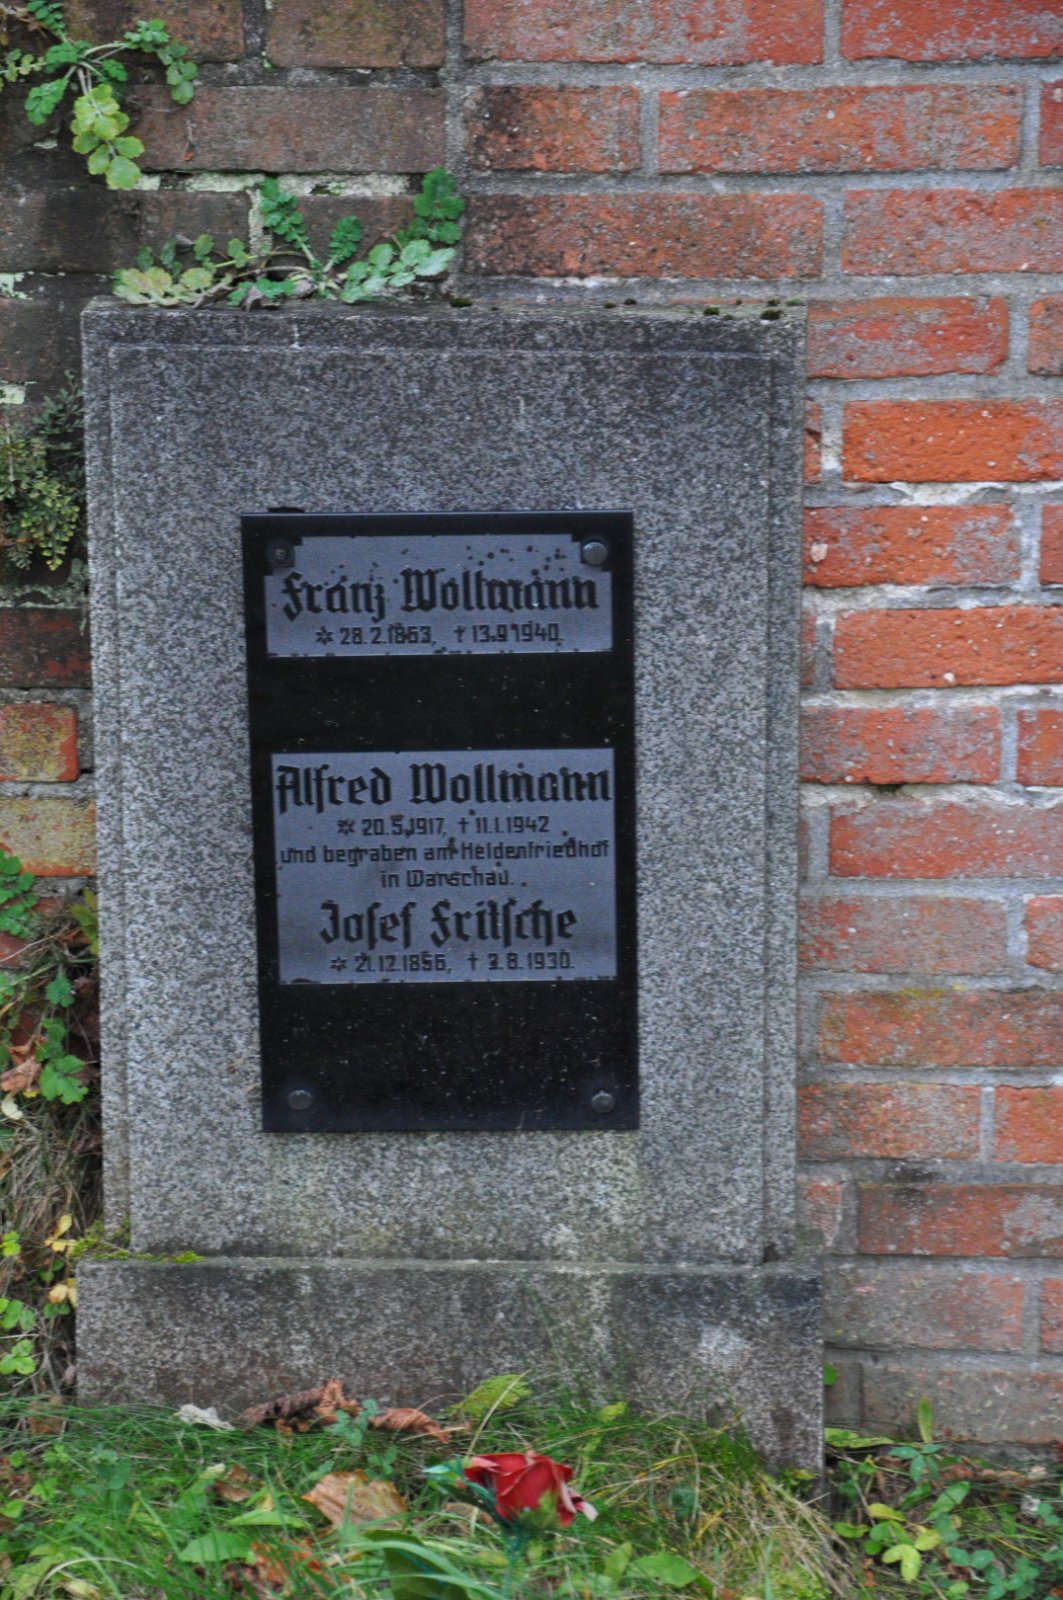 Franz Wollmann
* 28.2.1863, † 13.9.1940.
Alfred Wollmann
* 20.5.1917, † 11.1.1942
und begraben am Heldenfriedhof
in Warschau.
Josef Fritsche
* 21.12.1856, † 3.8.1930.